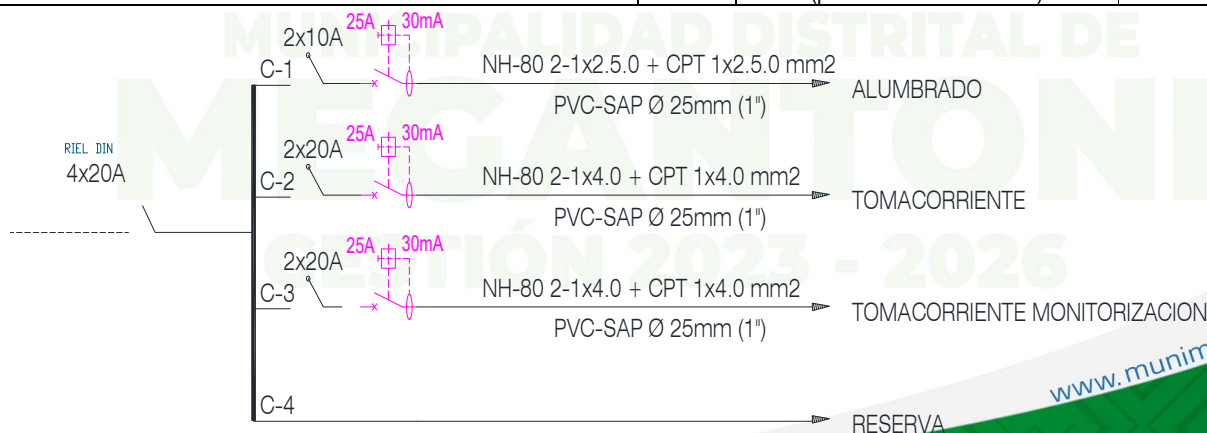 MUNICIPALIDAD DISTRITAL DE
MEGANTONI
GESTIÓN 2023 - 2026
RIEL DIN
4x20A
C-1
2x10A
25A
30mA
NH-80 2-1x2.5.0 + CPT 1x2.5.0 mm2
PVC-SAP Ø 25mm (1")
ALUMBRADO
C-2
2x20A
25A
30mA
NH-80 2-1x4.0 + CPT 1x4.0 mm2
PVC-SAP Ø 25mm (1")
TOMACORRIENTE
C-3
2x20A
25A
30mA
NH-80 2-1x4.0 + CPT 1x4.0 mm2
PVC-SAP Ø 25mm (1")
TOMACORRIENTE MONITORIZACION
C-4
RESERVA
www.munim